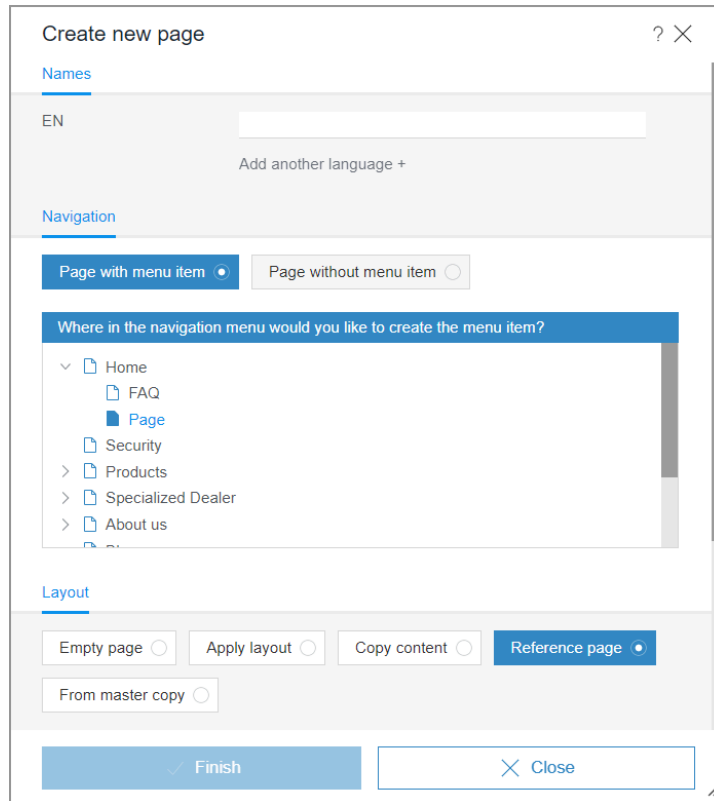 Create new page ?
Names
EN
Add another language +
Navigation
Page with menu item Page without menu item
Where in the navigation menu would you like to create the menu item?
Home
FAQ
Page
Security
Products
Specialized Dealer
About us
Layout
Empty page Apply layout Copy content Reference page
From master copy
Finish Close